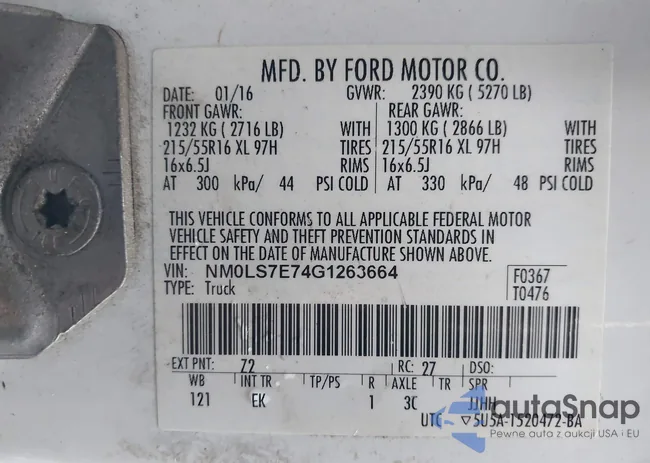 MFD. BY FORD MOTOR CO.
DATE: 01/16 GVWR: 2390 KG ( 5270 LB)
FRONT GAWR: REAR GAWR:
1232 KG ( 2716 LB) WITH 1300 KG ( 2866 LB) WITH
215/55R16 XL 97H TIRES 215/55R16 XL 97H TIRES
16x6.5J RIMS 16x6.5J RIMS
AT 300 kPa/ 44 PSI COLD AT 330 kPa/ 48 PSI COLD
THIS VEHICLE CONFORMS TO ALL APPLICABLE FEDERAL MOTOR
VEHICLE SAFETY AND THEFT PREVENTION STANDARDS IN
EFFECT ON THE DATE OF MANUFACTURE SHOWN ABOVE.
VIN: NM0LS7E74G1263664 F0367
TYPE: Truck T0476
EXT PNT: Z2 RC: 27 DSO:
WB INT TR TP/PS R AXLE TR SPR
121 EK 1 3C JJHH
UTC ▽5U5A-1520472-BA
autoSnap
Pewne auta z aukcji USA i EU